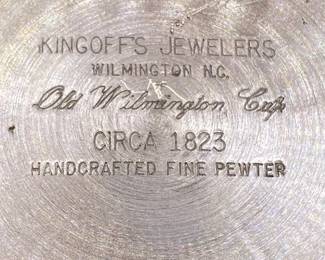 KINGOFF'S JEWELERS
WILMINGTON N.C.
Old Wilmington Cup
CIRCA 1823
HANDCRAFTED FINE PEWTER